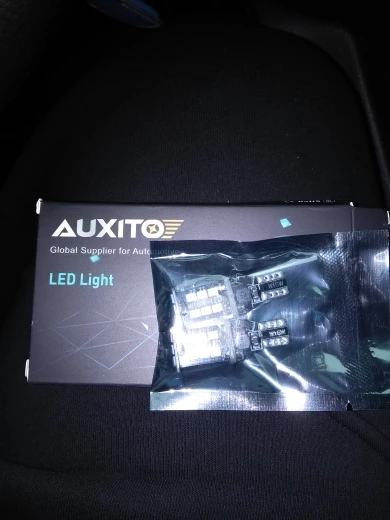 AUXITO
Global Supplier for Auto
LED Light